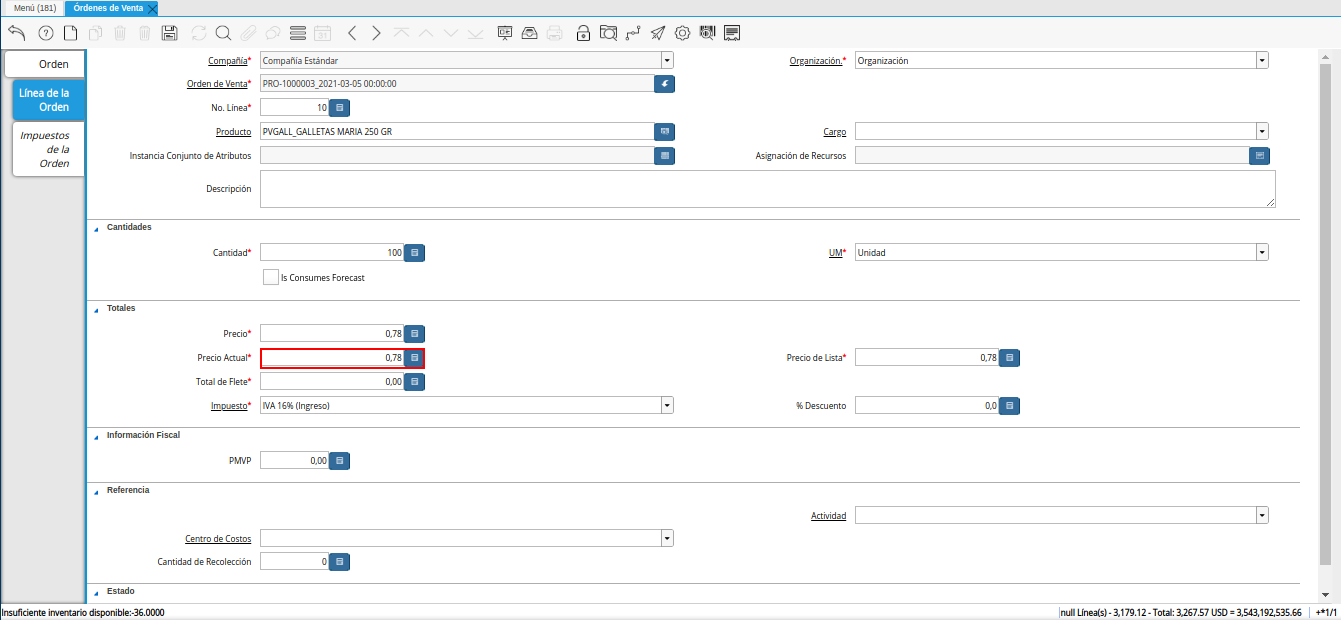 Menú (181)
Órdenes de Venta
Orden
Línea de la Orden
Impuestos de la Orden
Compañía* Compañía Estándar
Organización.* Organización
Orden de Venta* PRO-1000003_2021-03-05 00:00:00
No. Línea* 10
Producto PVGALL_GALLETAS MARIA 250 GR
Cargo
Instancia Conjunto de Atributos
Asignación de Recursos
Descripción
Cantidades
Cantidad* 100
UM* Unidad
Is Consumes Forecast
Totales
Precio* 0,78
Precio Actual* 0,78
Precio de Lista* 0,78
Total de Flete* 0,00
Impuesto* IVA 16% (Ingreso)
% Descuento 0,0
Información Fiscal
PMVP 0,00
Referencia
Actividad
Centro de Costos
Cantidad de Recolección 0
Estado
Insuficiente inventario disponible:-36.0000
null Línea(s) - 3,179.12 - Total: 3,267.57 USD = 3,543,192,535.66
+*1/1